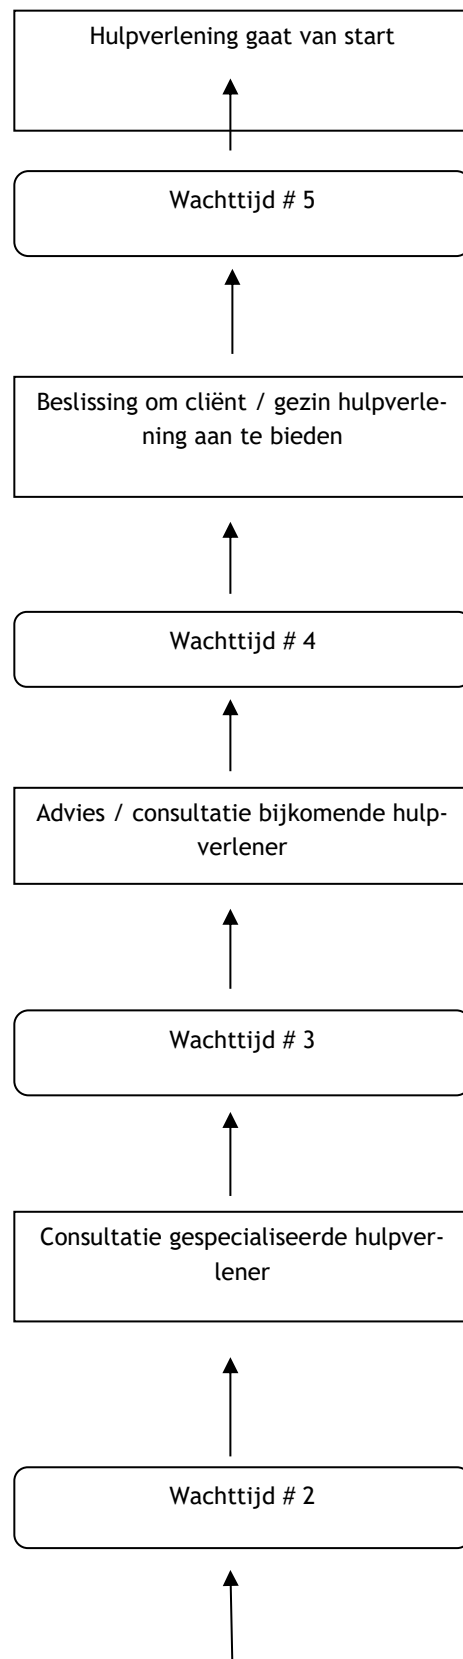 Hulpverlening gaat van start
Wachttijd # 5
Beslissing om cliënt / gezin hulpverle-
ning aan te bieden
Wachttijd # 4
Advies / consultatie bijkomende hulp-
verlener
Wachttijd # 3
Consultatie gespecialiseerde hulpver-
lener
Wachttijd # 2